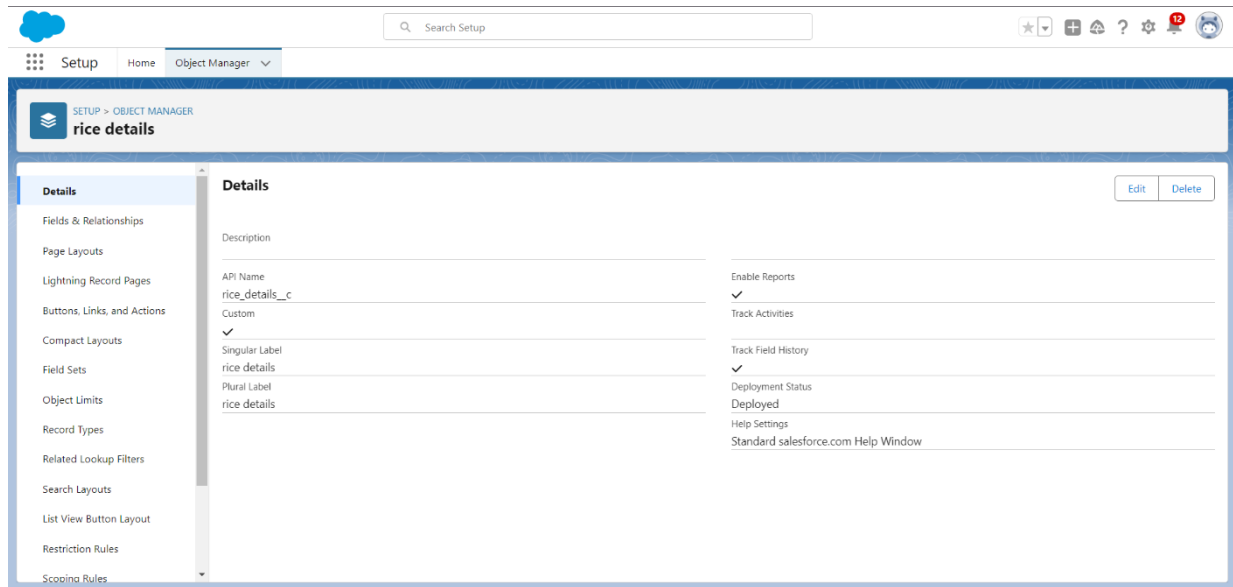 Search Setup
12
Setup
Home
Object Manager
SETUP > OBJECT MANAGER
rice details
Details
Fields & Relationships
Page Layouts
Lightning Record Pages
Buttons, Links, and Actions
Compact Layouts
Field Sets
Object Limits
Record Types
Related Lookup Filters
Search Layouts
List View Button Layout
Restriction Rules
Scoping Rules
Details
Edit
Delete
Description
API Name
rice_details__c
Custom
Singular Label
rice details
Plural Label
rice details
Enable Reports
Track Activities
Track Field History
Deployment Status
Deployed
Help Settings
Standard salesforce.com Help Window